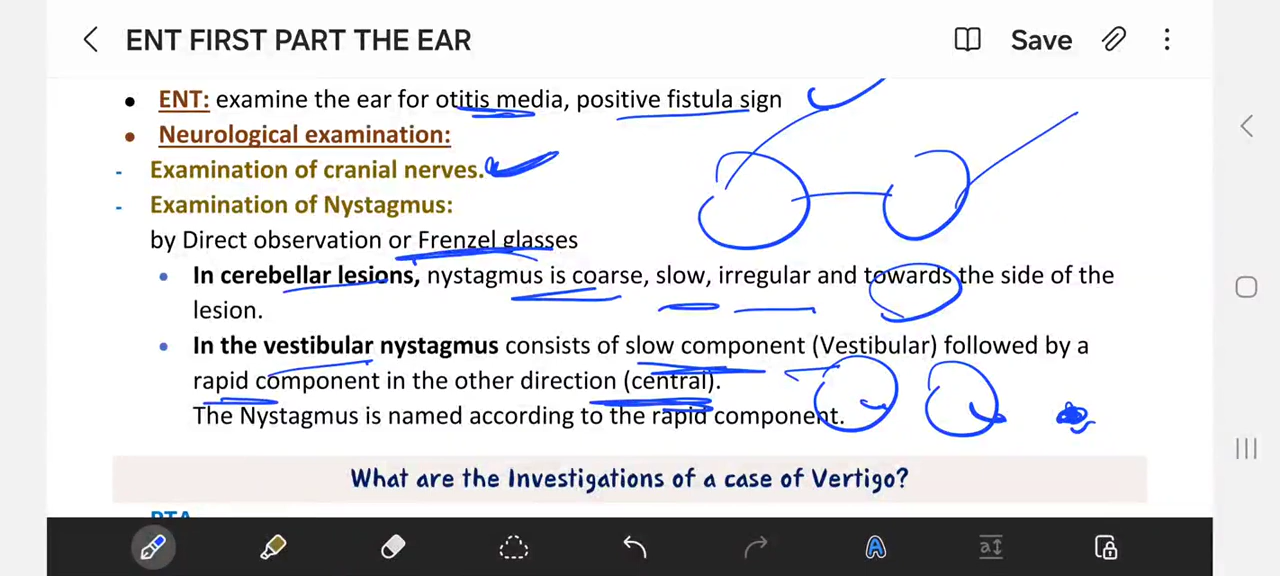 ENT FIRST PART THE EAR
Save
• ENT: examine the ear for otitis media, positive fistula sign
• Neurological examination:
- Examination of cranial nerves.
- Examination of Nystagmus:
by Direct observation or Frenzel glasses
• In cerebellar lesions, nystagmus is coarse, slow, irregular and towards the side of the
lesion.
• In the vestibular nystagmus consists of slow component (Vestibular) followed by a
rapid component in the other direction (central).
The Nystagmus is named according to the rapid component.
What are the Investigations of a case of Vertigo?
PTA
A
a↕